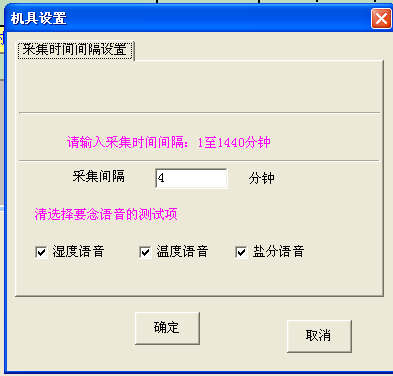 机具设置
采集时间间隔设置
请输入采集时间间隔：1至1440分钟
采集间隔 4 分钟
请选择要念语音的测试项
湿度语音 温度语音 盐分语音
确定
取消